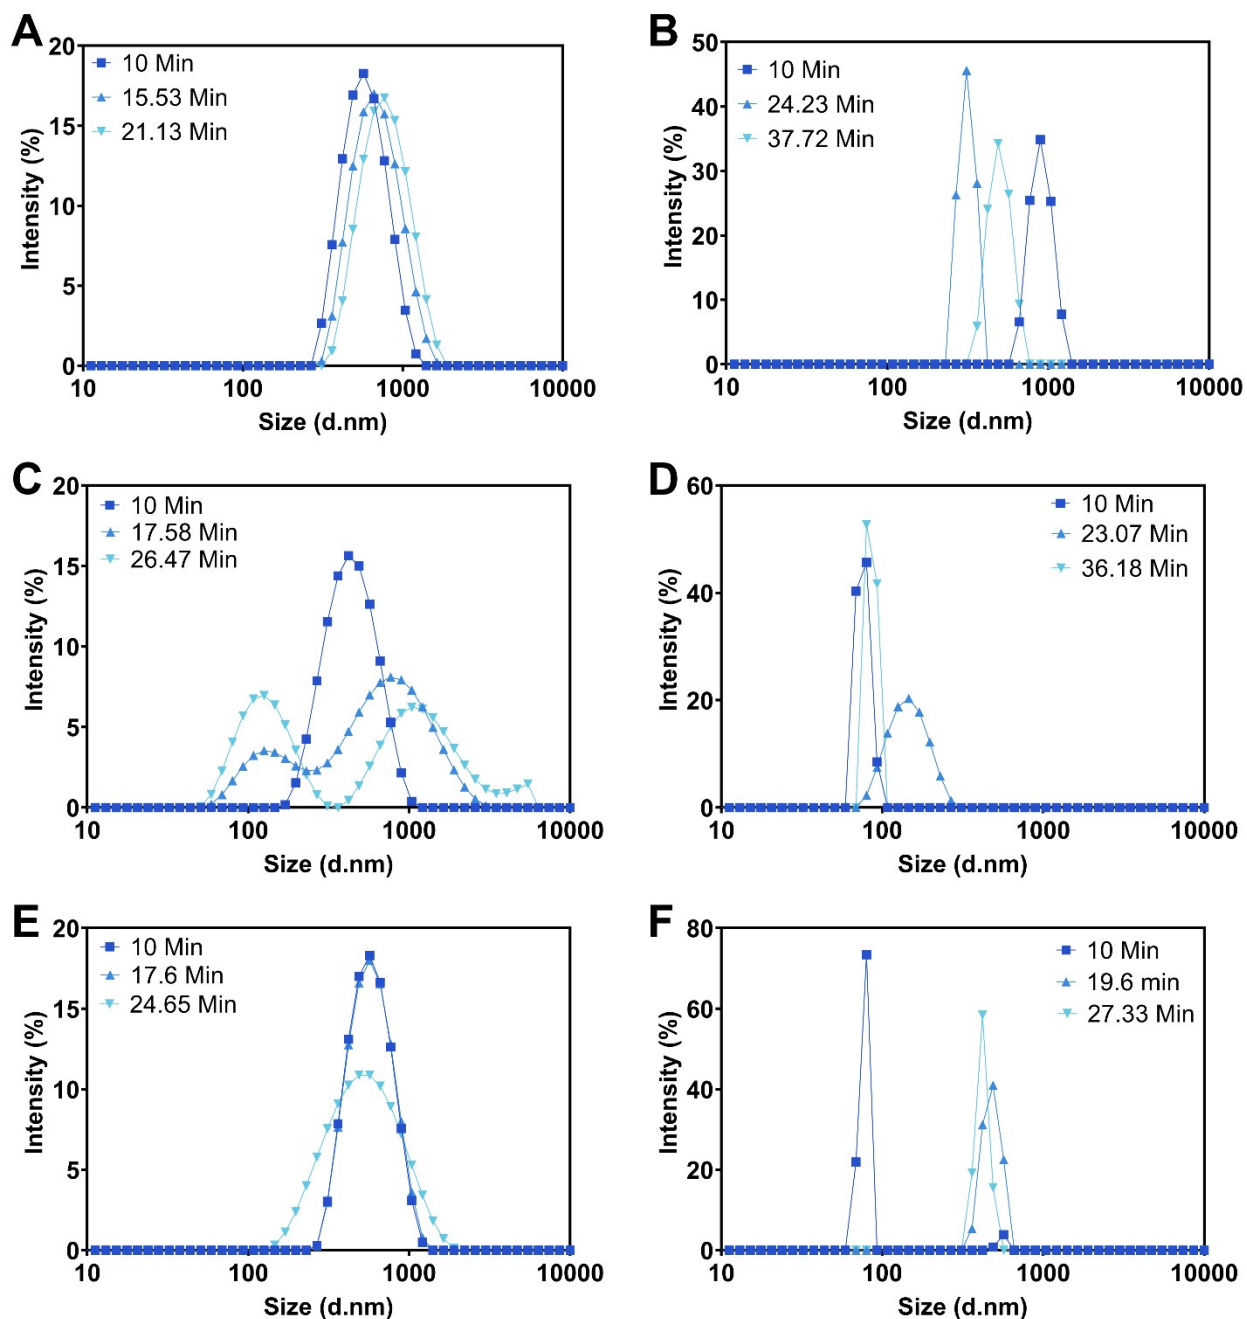 A
20
15
10
5
0
Intensity (%)
10 Min
15.53 Min
21.13 Min
10
100
1000
10000
Size (d.nm)
B
50
40
30
20
10
0
Intensity (%)
10 Min
24.23 Min
37.72 Min
10
100
1000
10000
Size (d.nm)
C
20
15
10
5
0
Intensity (%)
10 Min
17.58 Min
26.47 Min
10
100
1000
10000
Size (d.nm)
D
60
40
20
0
Intensity (%)
10 Min
23.07 Min
36.18 Min
10
100
1000
10000
Size (d.nm)
E
20
15
10
5
0
Intensity (%)
10 Min
17.6 Min
24.65 Min
10
100
1000
10000
Size (d.nm)
F
80
60
40
20
0
Intensity (%)
10 Min
19.6 min
27.33 Min
10
100
1000
10000
Size (d.nm)